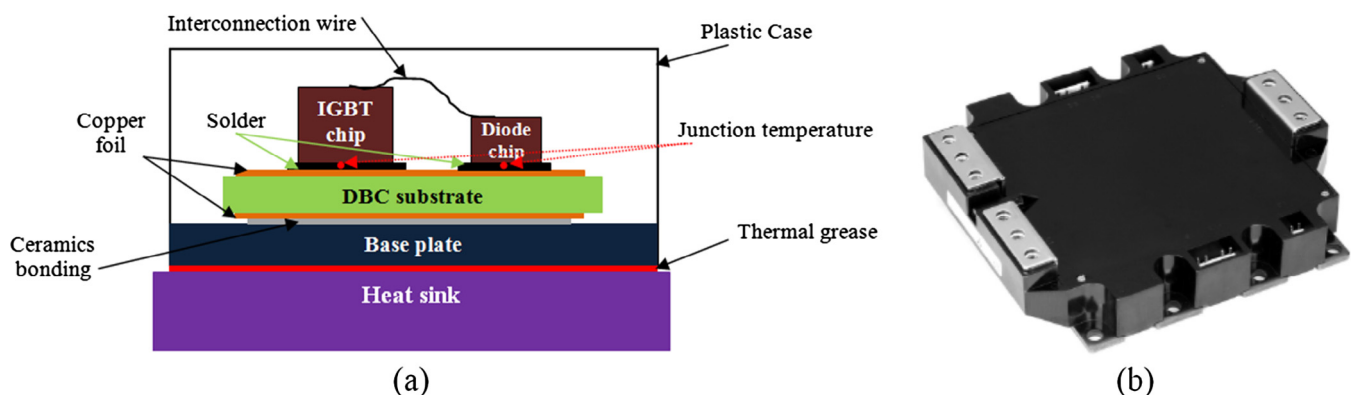 Interconnection wire
Plastic Case
IGBT
chip
Copper
foil
Solder
Diode
chip
Junction temperature
DBC substrate
Ceramics
bonding
Base plate
Thermal grease
Heat sink
(a)
(b)